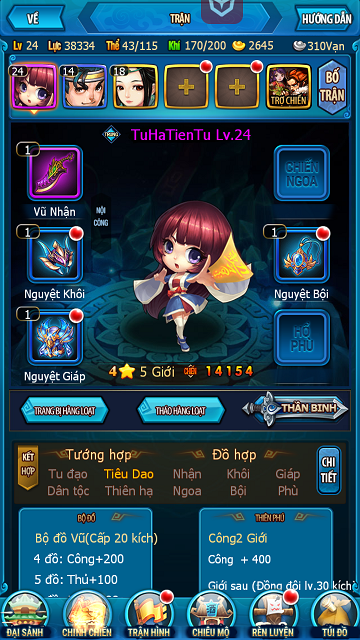 VỀ
TRẬN
HƯỚNG DẪN
Lv 24 Lực 38334 Thể 43/115 Khí 170/200 2645 310Vạn
24
14
18
TRỢ CHIẾN
BỐ TRẬN
TRUNG
TuHaTienTu Lv.24
1
Vũ Nhận
NỘI CÔNG
CHIẾN NGOA
1
Nguyệt Khôi
1
Nguyệt Bội
1
Nguyệt Giáp
HỘ PHÙ
4 5 Giới 14154
TRANG BỊ HÀNG LOẠT
THÁO HÀNG LOẠT
THẦN BINH
KẾT HỢP
Tướng hợp
Đồ hợp
Tu đạo Tiêu Dao Nhận Khôi Giáp
Dân tộc Thiên hạ Ngoa Bội Phù
CHI TIẾT
BỘ ĐỒ
Bộ đồ Vũ(Cấp 20 kích)
4 đồ: Công+200
5 đồ: Thủ+100
THIÊN PHÚ
Công2 Giới
Công + 400
Giới sau (Đồng đội lv.30 kích)
ĐẠI SẢNH
CHINH CHIẾN
TRẬN HÌNH
CHIÊU MỘ
RÈN LUYỆN
TÚI ĐỒ